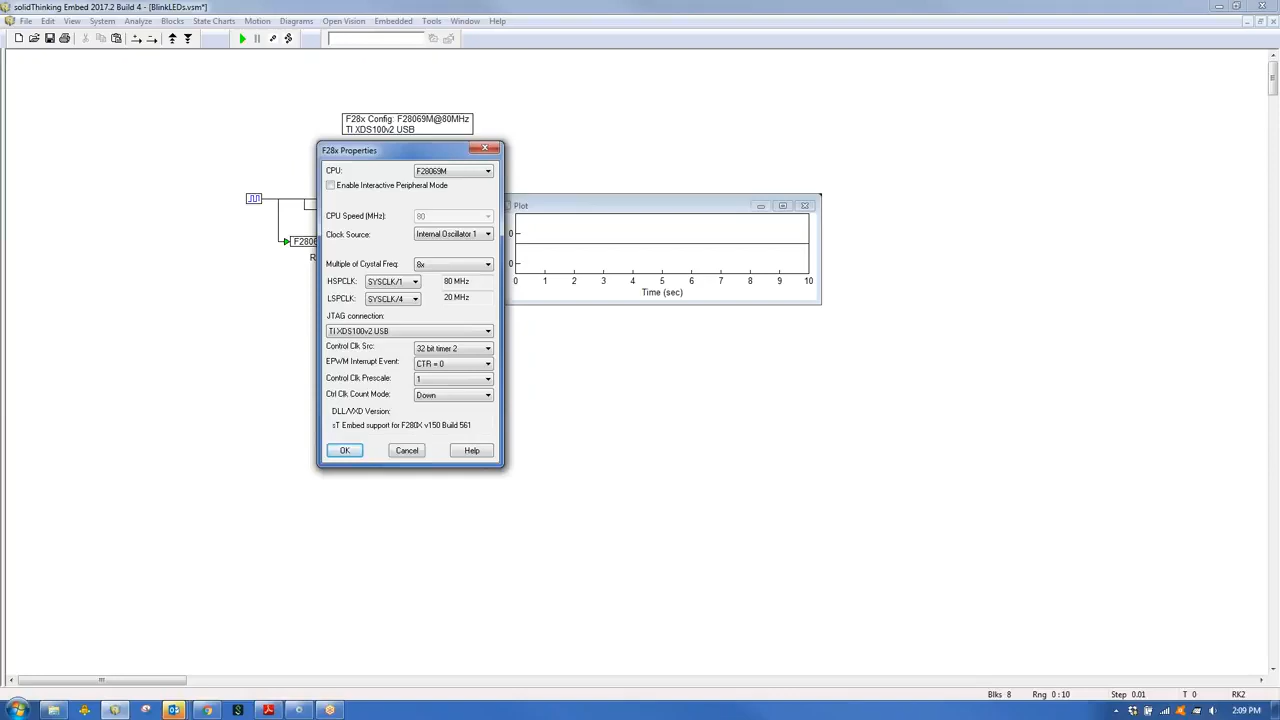 solidThinking Embed 2017.2 Build 4 - [BlinkLEDs.vsm*]
File Edit View System Analyze Blocks State Charts Motion Diagrams Open Vision Embedded Tools Window Help
F28x Config: F28069M@80MHz
TI XDS100v2 USB
F28x Properties
CPU: F28069M
Enable Interactive Peripheral Mode
CPU Speed (MHz): 80
Clock Source: Internal Oscillator 1
Multiple of Crystal Freq: 8x
HSPCLK: SYSCLK/1 80 MHz
LSPCLK: SYSCLK/4 20 MHz
JTAG connection:
TI XDS100v2 USB
Control Clk Src: 32 bit timer 2
EPWM Interrupt Event: CTR = 0
Control Clk Prescale: 1
Ctrl Clk Count Mode: Down
DLL/VXD Version:
sT Embed support for F280X v150 Build 561
OK Cancel Help
F2806
R
Plot
0
0
0 1 2 3 4 5 6 7 8 9 10
Time (sec)
Blks 8 Rng 0:10 Step 0.01 T 0 RK2
2:09 PM